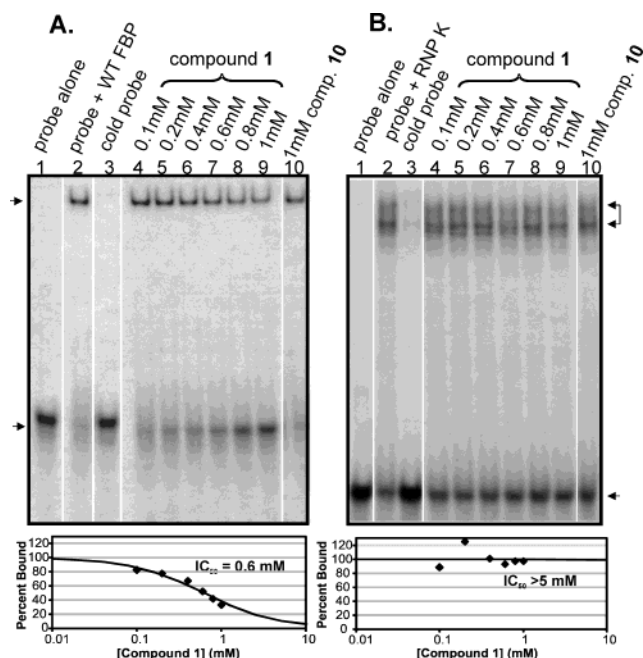 A.
compound 1
probe alone
probe + WT FBP
cold probe
0.1mM
0.2mM
0.4mM
0.6mM
0.8mM
1mM
1mM comp. 10
1 2 3 4 5 6 7 8 9 10
Percent Bound
120
100
80
60
40
20
0
IC50 = 0.6 mM
0.01 0.1 1 10
[Compound 1] (mM)
B.
compound 1
probe alone
probe + RNP K
cold probe
0.1mM
0.2mM
0.4mM
0.6mM
0.8mM
1mM
1mM comp. 10
1 2 3 4 5 6 7 8 9 10
Percent Bound
120
100
80
60
40
20
0
IC50 >5 mM
0.01 0.1 1 10
[Compound 1] (mM)